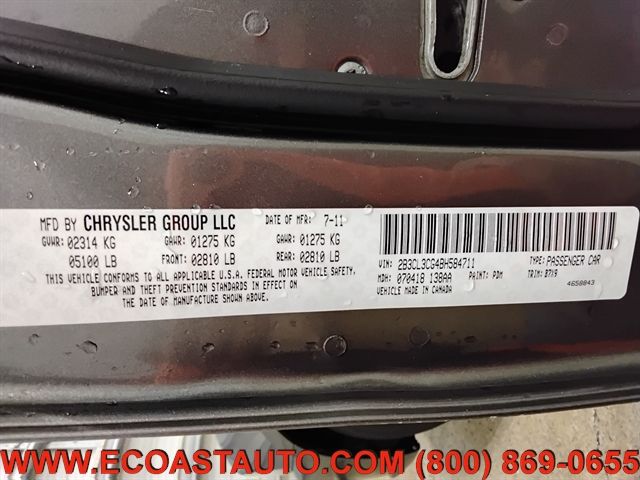 MFD BY CHRYSLER GROUP LLC DATE OF MFR: 7-11
GVWR: 02314 KG GAWR: 01275 KG GAWR: 01275 KG
05100 LB FRONT: 02810 LB REAR: 02810 LB
THIS VEHICLE CONFORMS TO ALL APPLICABLE U.S.A. FEDERAL MOTOR VEHICLE SAFETY,
BUMPER AND THEFT PREVENTION STANDARDS IN EFFECT ON
THE DATE OF MANUFACTURE SHOWN ABOVE.
VIN: 2B3CL3CG4BH584711 TYPE: PASSENGER CAR
MDH: 070418 138AA PAINT: PDM TRIM: B7X9
VEHICLE MADE IN CANADA 4658843
WWW.ECOASTAUTO.COM (800) 869-0655